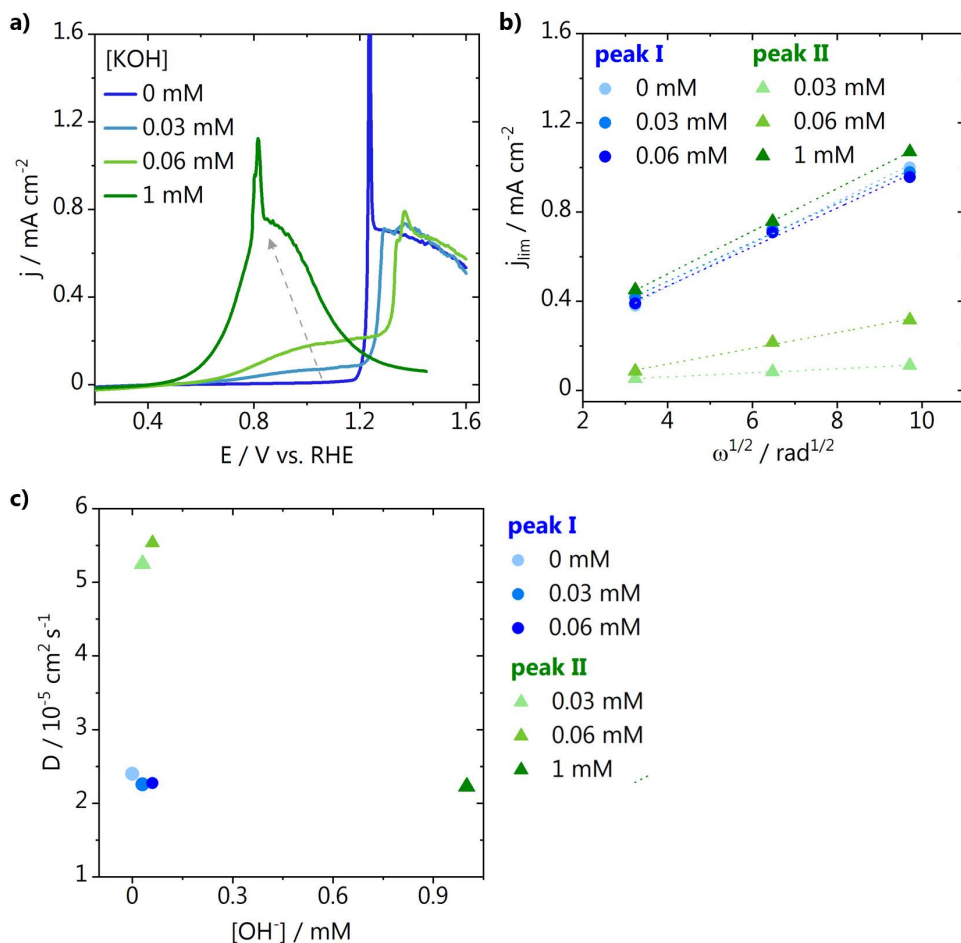 a)
1.6
1.2
0.8
0.4
0
j / mA cm-2
[KOH]
0 mM
0.03 mM
0.06 mM
1 mM
0.4 0.8 1.2 1.6
E / V vs. RHE
b)
1.6
1.2
0.8
0.4
0
jlim / mA cm-2
peak I
0 mM
0.03 mM
0.06 mM
peak II
0.03 mM
0.06 mM
1 mM
2 4 6 8 10
ω1/2 / rad1/2
c)
6
5
4
3
2
1
D / 10-5 cm2 s-1
0 0.3 0.6 0.9
[OH-] / mM
peak I
0 mM
0.03 mM
0.06 mM
peak II
0.03 mM
0.06 mM
1 mM